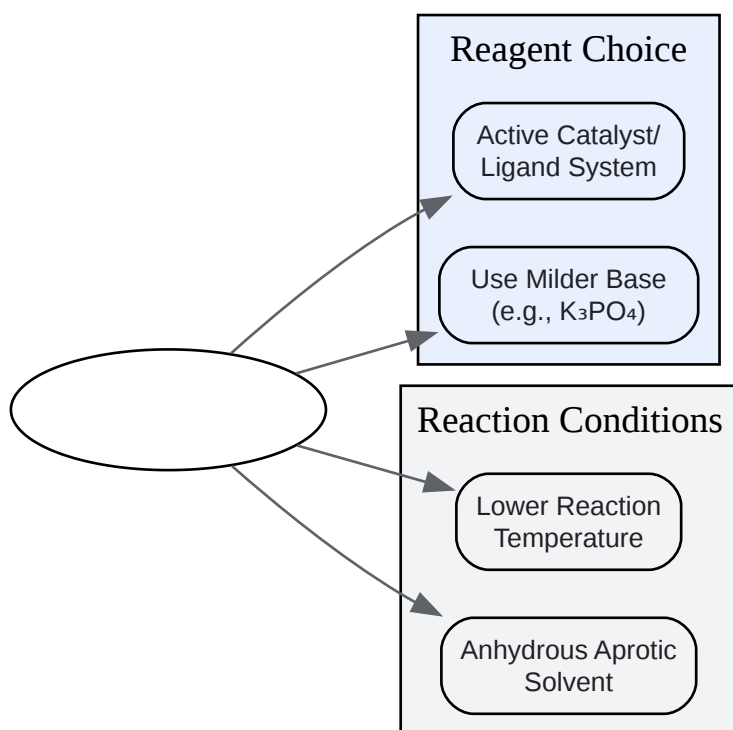 Reagent Choice
Active Catalyst/
Ligand System
Use Milder Base
(e.g., K₃PO₄)
Reaction Conditions
Lower Reaction
Temperature
Anhydrous Aprotic
Solvent